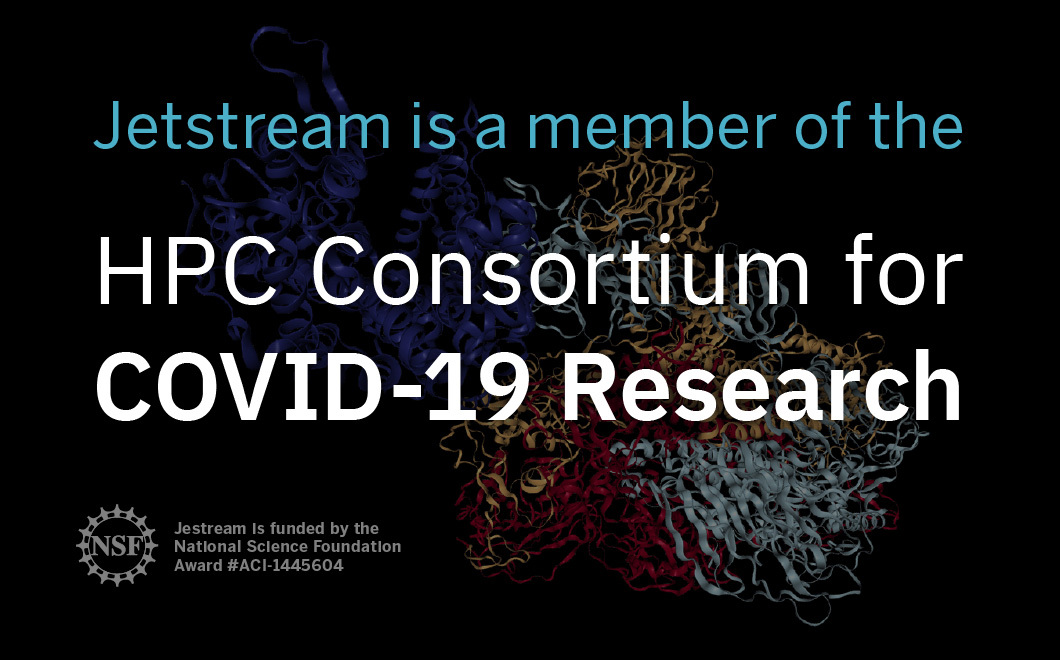 Jetstream is a member of the
HPC Consortium for
COVID-19 Research
NSF
Jestream is funded by the
National Science Foundation
Award #ACI-1445604